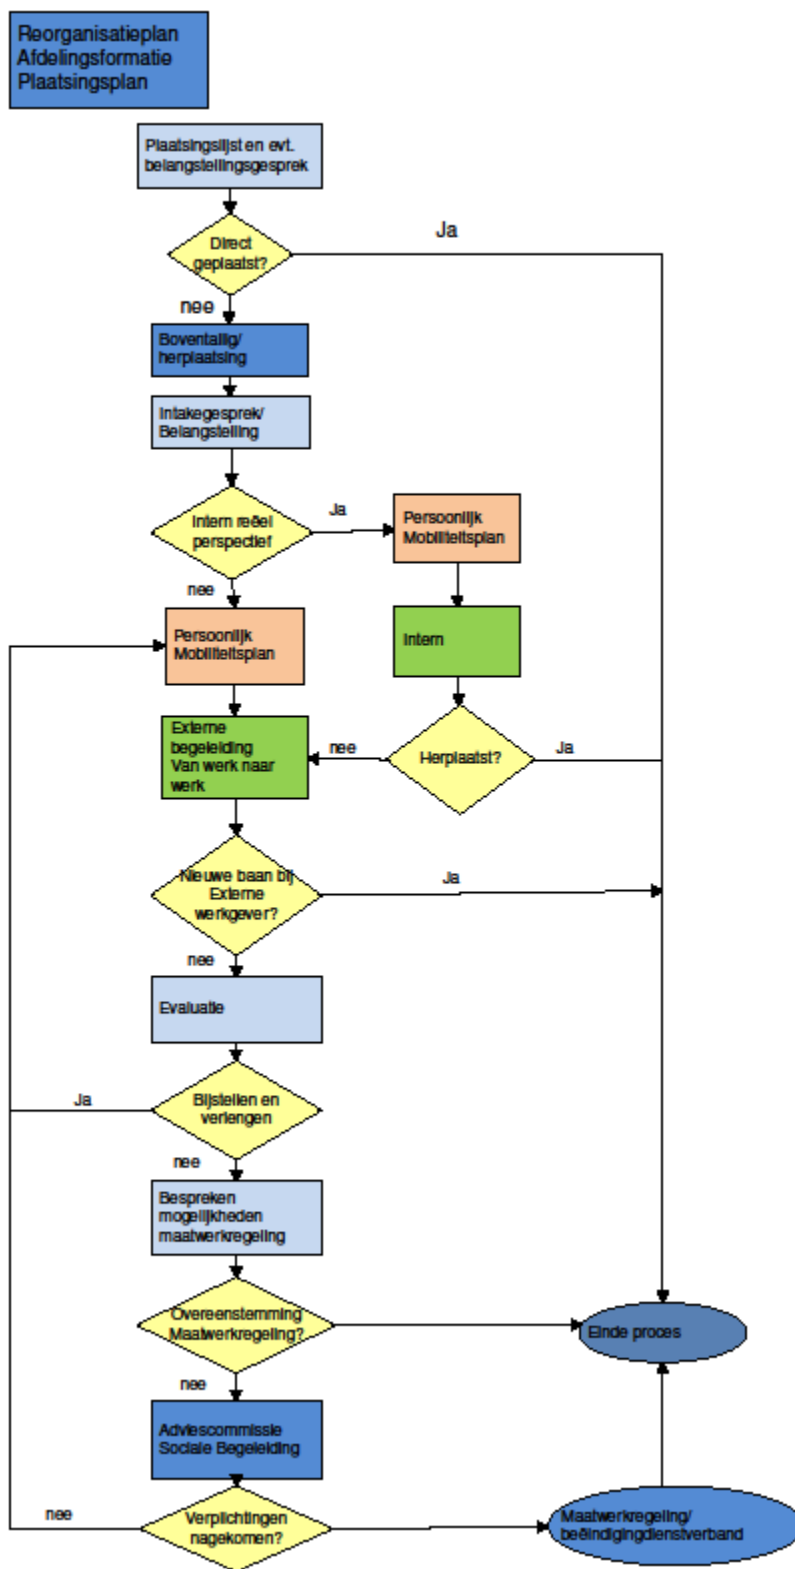 Reorganisatieplan
Afdelingsformatie
Plaatsingsplan
Plaatsingslijst en evt.
belangstellingsgesprek
Direct
geplaatst?
Ja
nee
Boventallig/
herplaatsing
Intakegesprek/
Belangstelling
Intern reëel
perspectief
Ja
Persoonlijk
Mobiliteitsplan
nee
Persoonlijk
Mobiliteitsplan
Intern
Externe
begeleiding
Van werk naar
werk
nee
Herplaatst?
Ja
Nieuwe baan bij
Externe
werkgever?
Ja
nee
Evaluatie
Bijstellen en
verlengen
Ja
nee
Bespreken
mogelijkheden
maatwerkregeling
Overeenstemming
Maatwerkregeling?
Einde proces
nee
Adviescommissie
Sociale Begeleiding
Verplichtingen
nagekomen?
nee
Maatwerkregeling/
beëindigingdienstverband